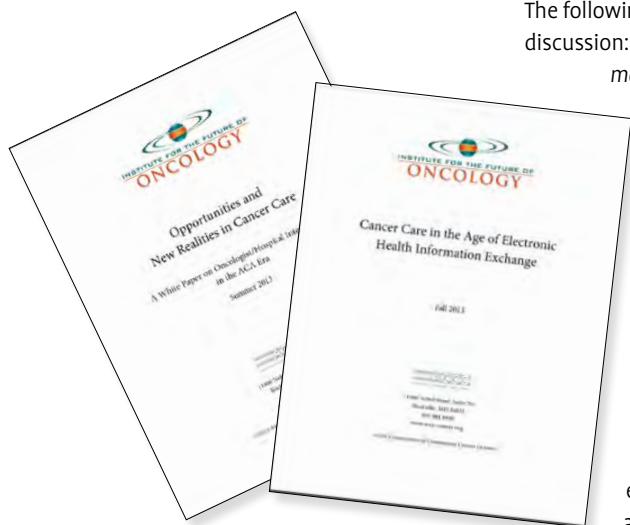 The followin
discussion:
m
INSTITUTE FOR THE FUTURE OF
ONCOLOGY
Opportunities and
New Realities in Cancer Care
A White Paper on Oncologist/Hospital Inte
in the ACA Era
Summer 2013
INSTITUTE FOR THE FUTURE OF
ONCOLOGY
Cancer Care in the Age of Electronic
Health Information Exchange
Fall 2013
e
a